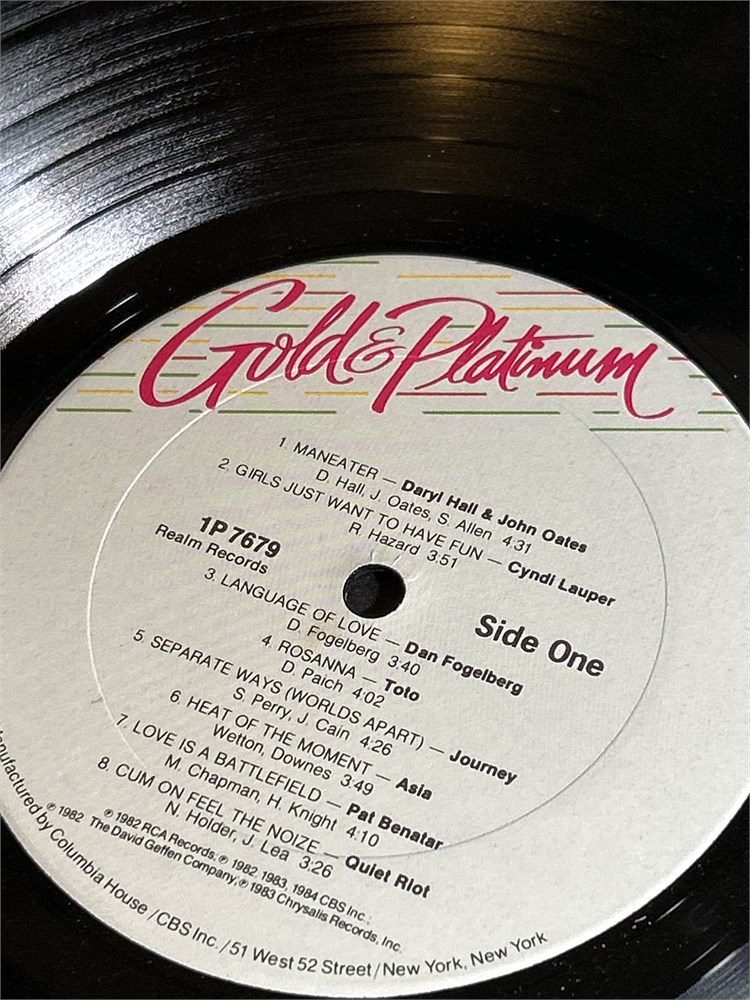 Gold & Platinum
1. MANEATER — Daryl Hall & John Oates
D. Hall, J. Oates, S. Allen 4:31
2. GIRLS JUST WANT TO HAVE FUN — Cyndi Lauper
R. Hazard 3:51
1P 7679
Realm Records
Side One
3. LANGUAGE OF LOVE — Dan Fogelberg
D. Fogelberg 3:40
4. ROSANNA — Toto
D. Paich 4:02
5. SEPARATE WAYS (WORLDS APART) — Journey
S. Perry, J. Cain 4:26
6. HEAT OF THE MOMENT — Asia
Wetton, Downes 3:49
7. LOVE IS A BATTLEFIELD — Pat Benatar
M. Chapman, H. Knight 4:10
8. CUM ON FEEL THE NOIZE — Quiet Riot
N. Holder, J. Lea 3:26
℗ 1982 RCA Records, ℗ 1982, 1983, 1984 CBS Inc.;
℗ 1982 The David Geffen Company; ℗ 1983 Chrysalis Records, Inc.
anufactured by Columbia House / CBS Inc. / 51 West 52 Street / New York, New York